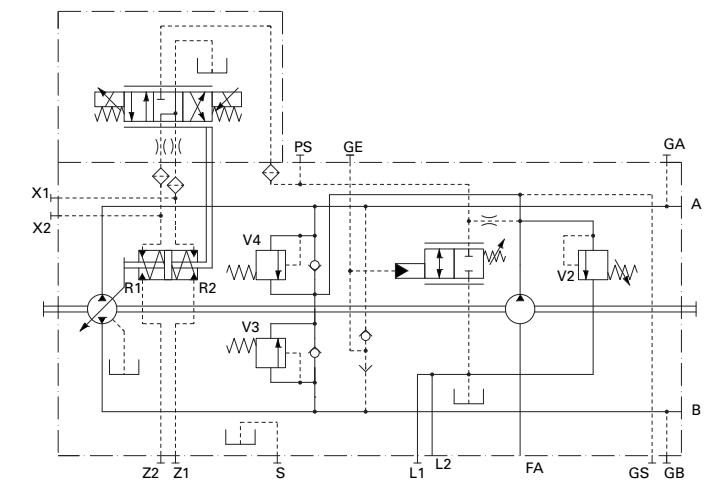 PS GE GA
X1
A
X2
V4
V2
R1 R2
V3
B
Z2 Z1 S L1 L2 FA GS GB